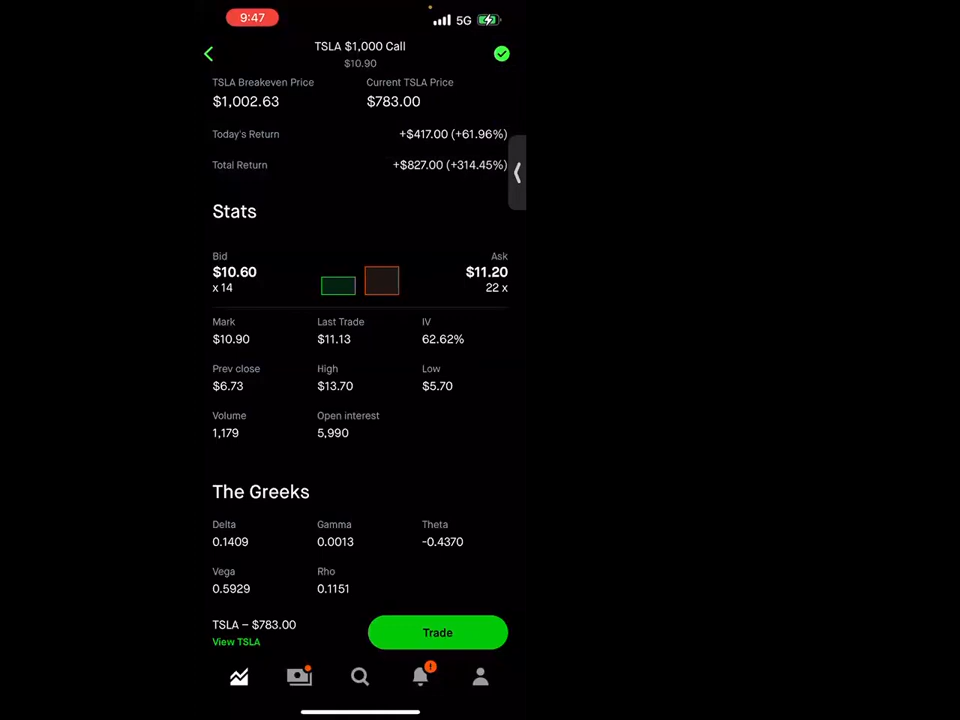 9:47
5G
TSLA $1,000 Call
$10.90
TSLA Breakeven Price Current TSLA Price
$1,002.63 $783.00
Today's Return +$417.00 (+61.96%)
Total Return +$827.00 (+314.45%)
Stats
Bid Ask
$10.60 $11.20
x 14 22 x
Mark Last Trade IV
$10.90 $11.13 62.62%
Prev close High Low
$6.73 $13.70 $5.70
Volume Open interest
1,179 5,990
The Greeks
Delta Gamma Theta
0.1409 0.0013 -0.4370
Vega Rho
0.5929 0.1151
TSLA – $783.00
View TSLA
Trade
!